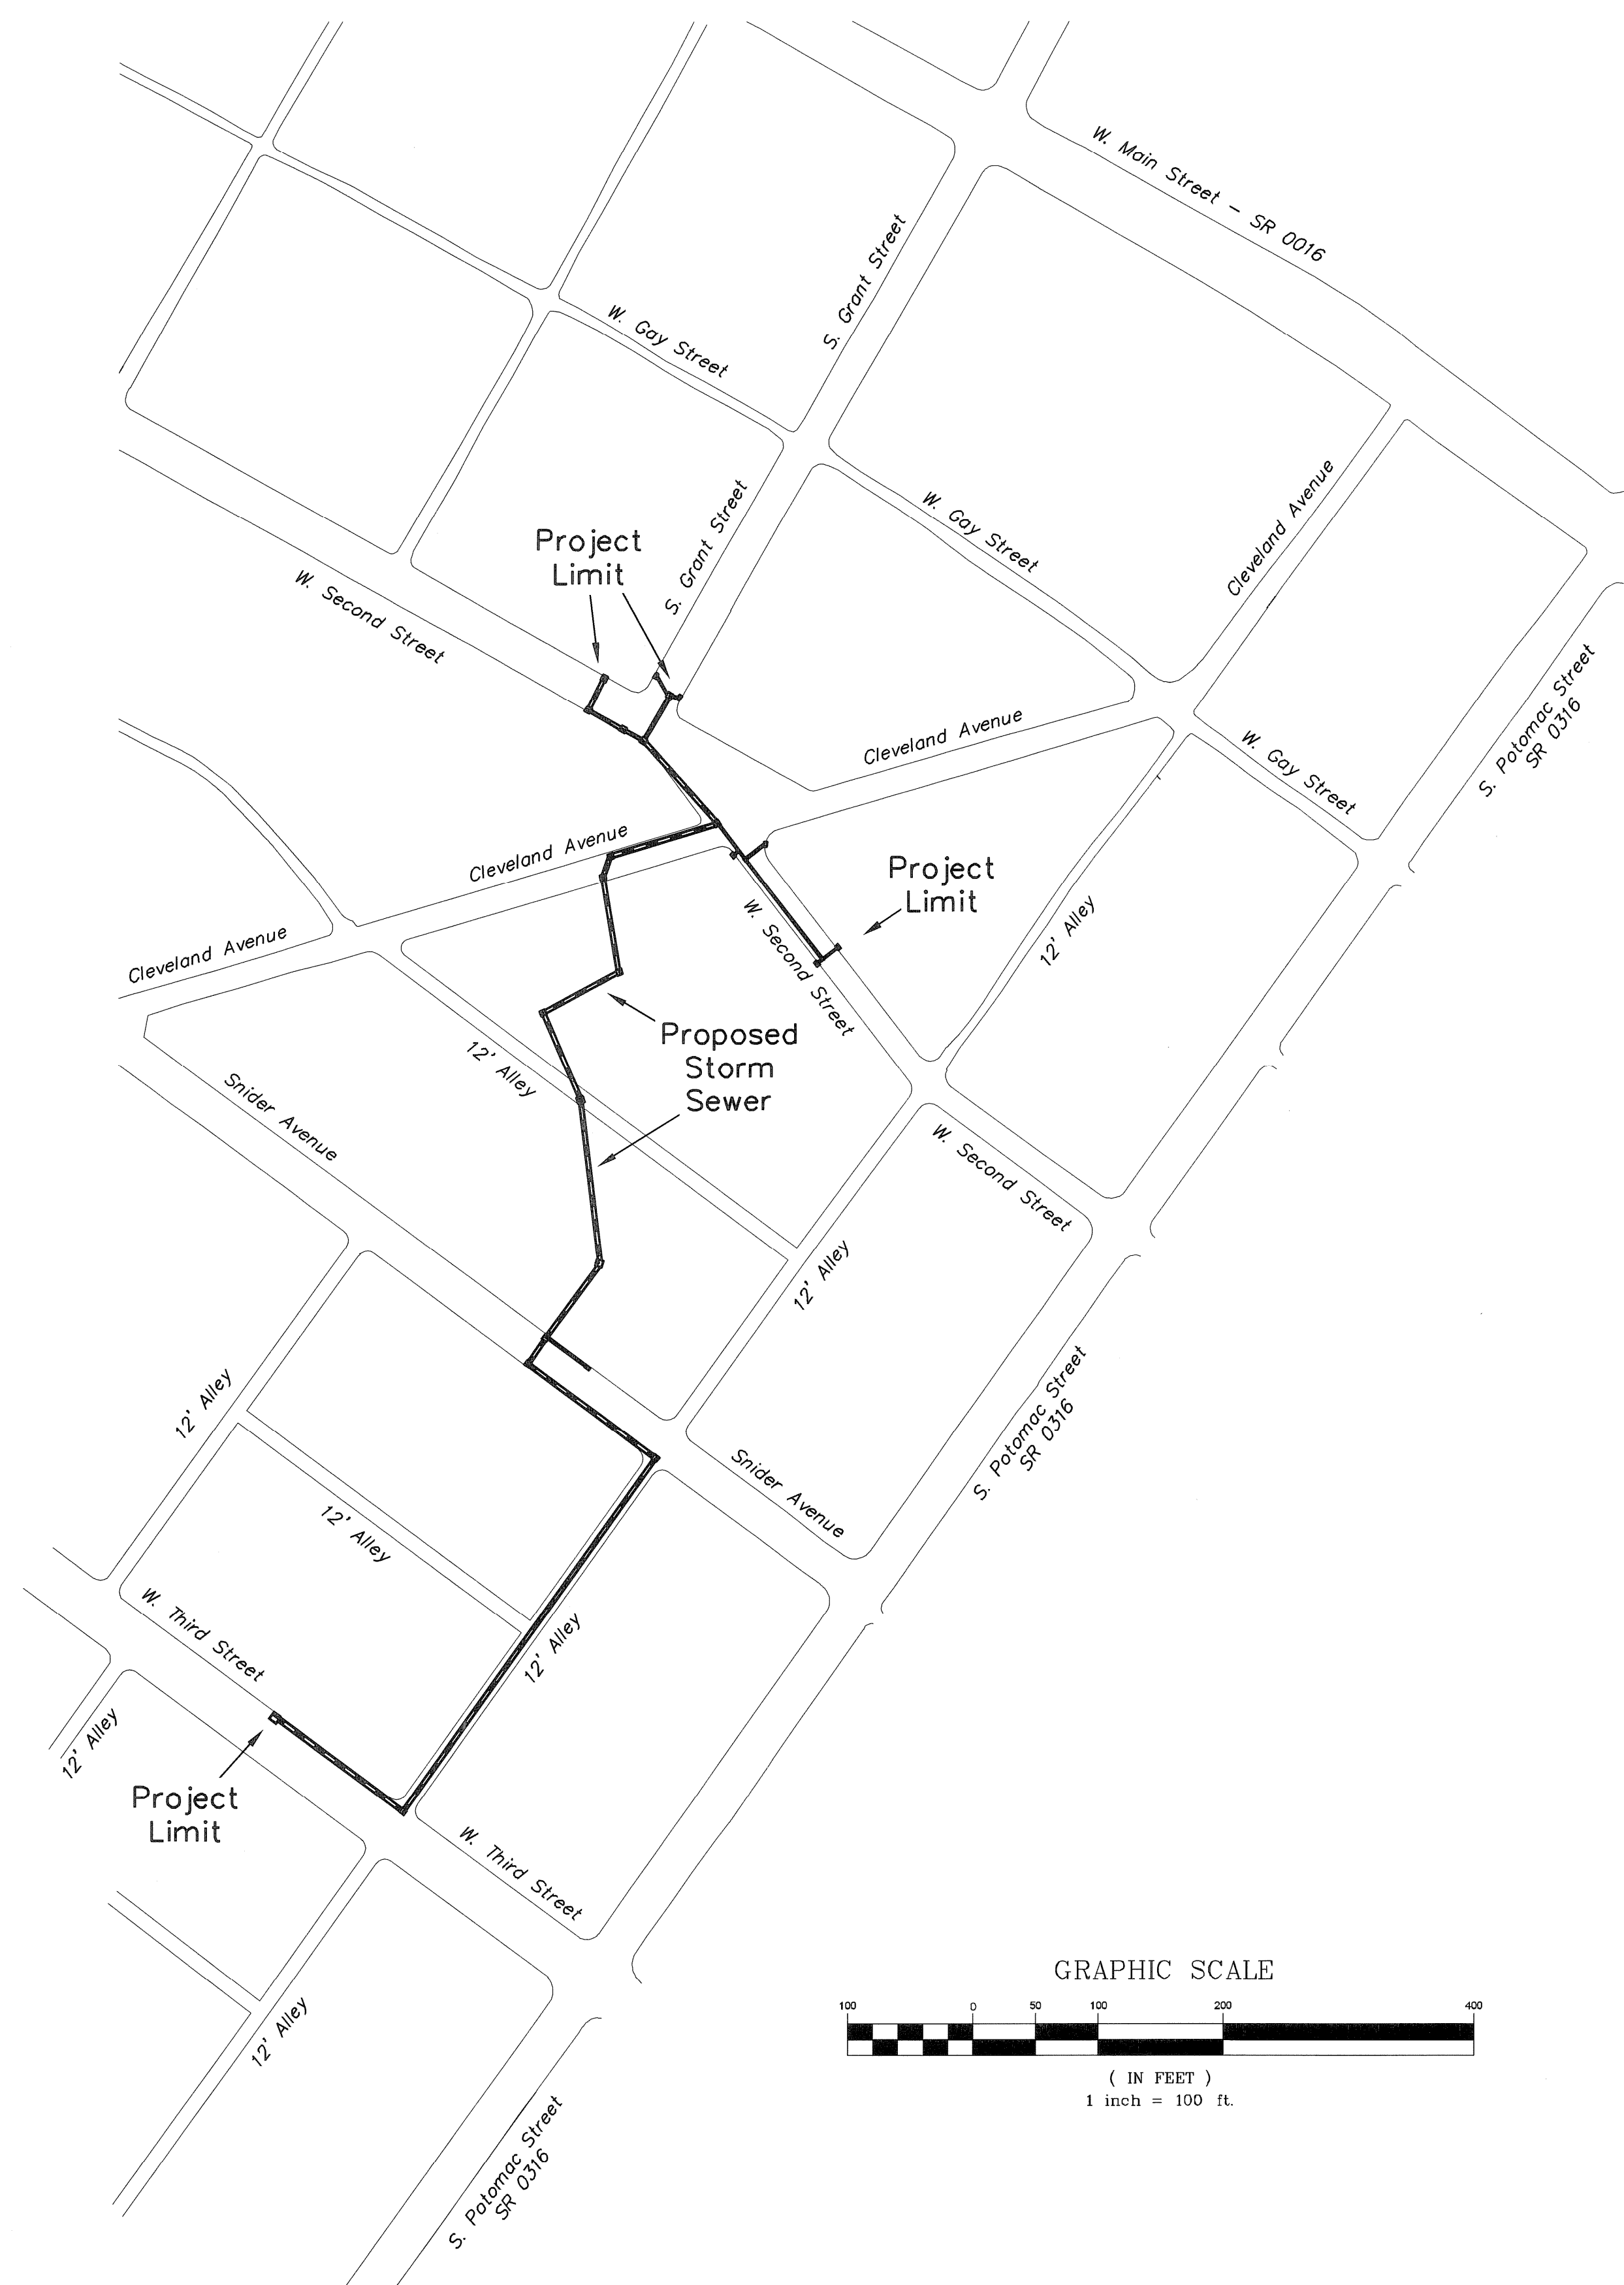 W. Main Street - SR 0016
S. Grant Street
W. Gay Street
Cleveland Avenue
W. Gay Street
S. Grant Street
Project
Limit
W. Second Street
S. Potomac Street
SR 0316
Cleveland Avenue
W. Gay Street
Cleveland Avenue
Project
Limit
W. Second Street
12' Alley
Cleveland Avenue
Proposed
Storm
Sewer
12' Alley
Snider Avenue
W. Second Street
12' Alley
12' Alley
S. Potomac Street
SR 0316
Snider Avenue
12' Alley
W. Third Street
12' Alley
12' Alley
Project
Limit
W. Third Street
12' Alley
S. Potomac Street
SR 0316
GRAPHIC SCALE
100 0 50 100 200 400
( IN FEET )
1 inch = 100 ft.